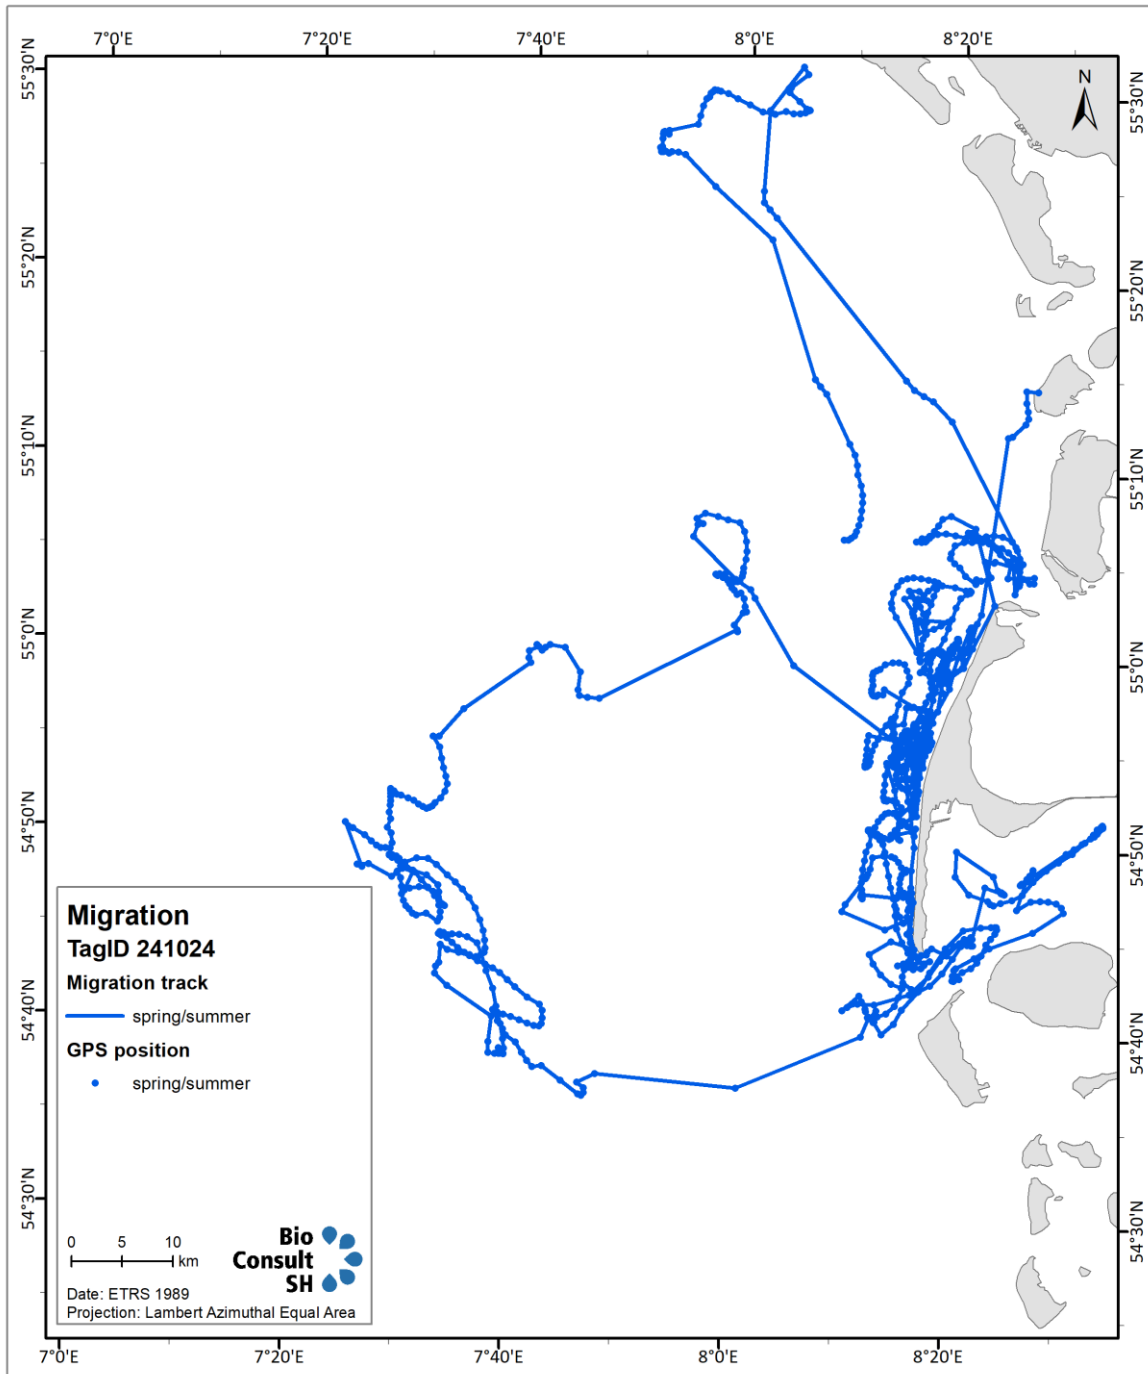 7°0'E 7°20'E 7°40'E 8°0'E 8°20'E
55°30'N
55°30'N
N
55°20'N
55°20'N
55°10'N
55°10'N
55°0'N
55°0'N
54°50'N
54°50'N
54°40'N
54°40'N
54°30'N
54°30'N
Migration
TagID 241024
Migration track
spring/summer
GPS position
spring/summer
0 5 10
km
Bio
Consult
SH
Date: ETRS 1989
Projection: Lambert Azimuthal Equal Area
7°0'E 7°20'E 7°40'E 8°0'E 8°20'E